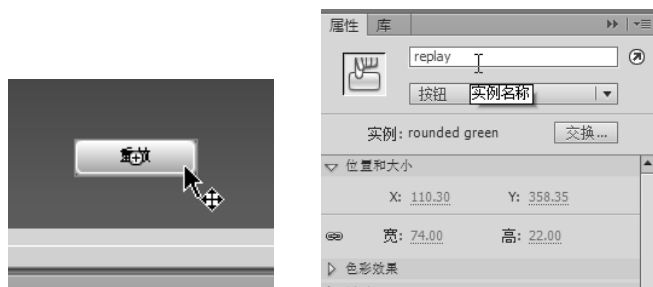 重放
属性 库
replay
按钮
实例名称
实例: rounded green 交换...
位置和大小
X: 110.30 Y: 358.35
宽: 74.00 高: 22.00
色彩效果